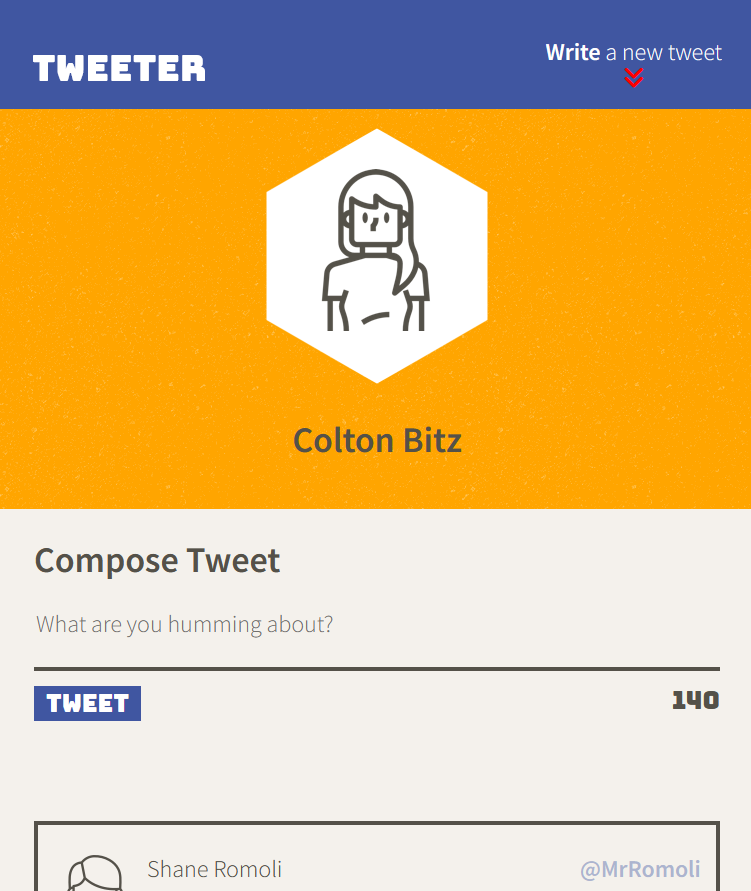 TWEETER
Write a new tweet
Colton Bitz
Compose Tweet
What are you humming about?
TWEET
140
Shane Romoli
@MrRomoli